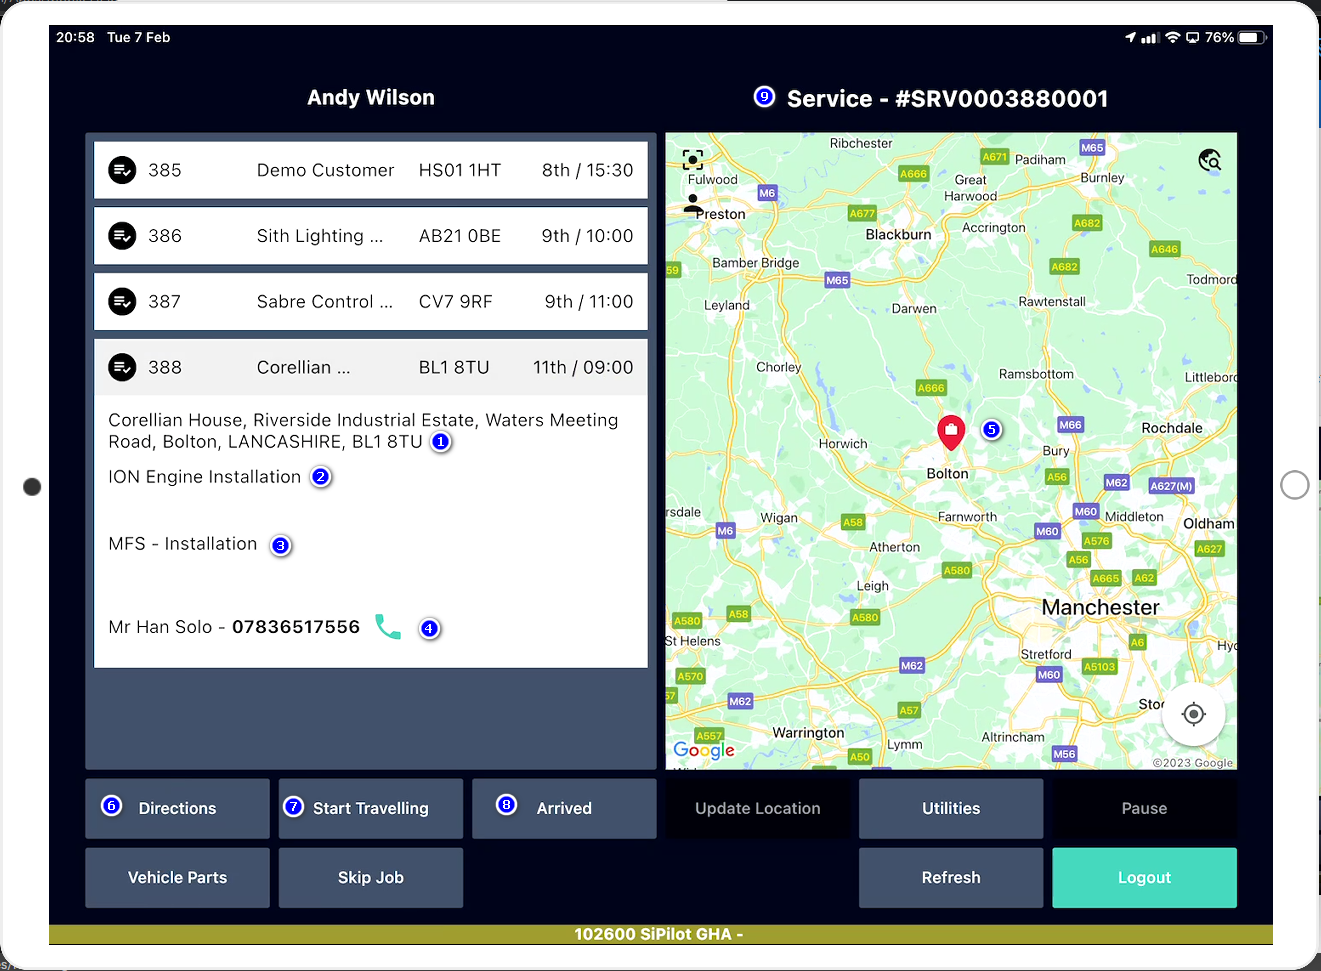 20:58 Tue 7 Feb
76%
Andy Wilson
9 Service - #SRV0003880001
385 Demo Customer HS01 1HT 8th / 15:30
386 Sith Lighting ... AB21 0BE 9th / 10:00
387 Sabre Control ... CV7 9RF 9th / 11:00
388 Corellian ... BL1 8TU 11th / 09:00
Corellian House, Riverside Industrial Estate, Waters Meeting
Road, Bolton, LANCASHIRE, BL1 8TU 1
ION Engine Installation 2
MFS - Installation 3
Mr Han Solo - 07836517556 4
Ribchester
M65
A671
Padiham
Fulwood
A666
Great
Harwood
Burnley
M6
Preston
A677
Blackburn
Accrington
A682
A646
Bamber Bridge
59
M65
A682
Todmord
Leyland
Darwen
Rawtenstall
Chorley
Ramsbottom
Littlebor
A666
5
M66
Rochdale
Horwich
Bury
Bolton
A56
M62
A627(M)
rsdale
Wigan
A58
Farnworth
M60
Middleton
Oldham
M6
M60
A576
A627
Atherton
A56
A580
A665
A62
Leigh
Manchester
A580
A58
A580
St Helens
A6
Hyd
Stretford
A5103
M62
A570
M60
57
M62
A57
Stoc
A557
Warrington
Lymm
Altrincham
Google
A50
M56
©2023 Google
6 Directions
7 Start Travelling
8 Arrived
Update Location
Utilities
Pause
Vehicle Parts
Skip Job
Refresh
Logout
102600 SiPilot GHA -